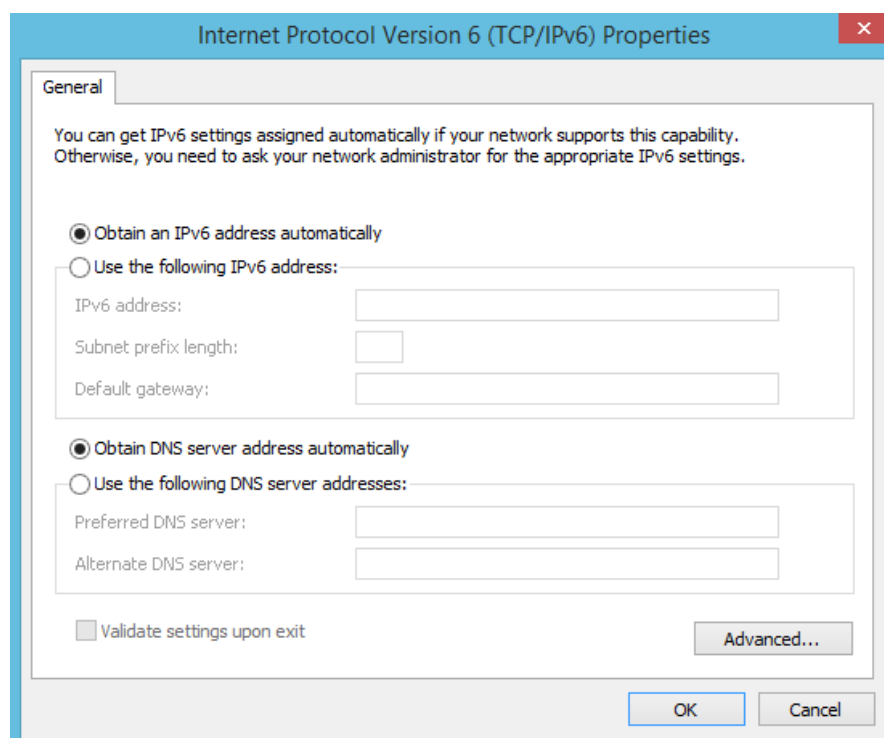 Internet Protocol Version 6 (TCP/IPv6) Properties
General
You can get IPv6 settings assigned automatically if your network supports this capability.
Otherwise, you need to ask your network administrator for the appropriate IPv6 settings.
Obtain an IPv6 address automatically
Use the following IPv6 address:
IPv6 address:
Subnet prefix length:
Default gateway:
Obtain DNS server address automatically
Use the following DNS server addresses:
Preferred DNS server:
Alternate DNS server:
Validate settings upon exit
Advanced...
OK
Cancel